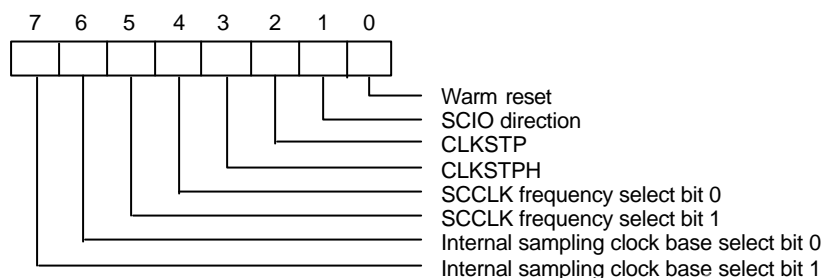 7 6 5 4 3 2 1 0
Warm reset
SCIO direction
CLKSTP
CLKSTPH
SCCLK frequency select bit 0
SCCLK frequency select bit 1
Internal sampling clock base select bit 0
Internal sampling clock base select bit 1